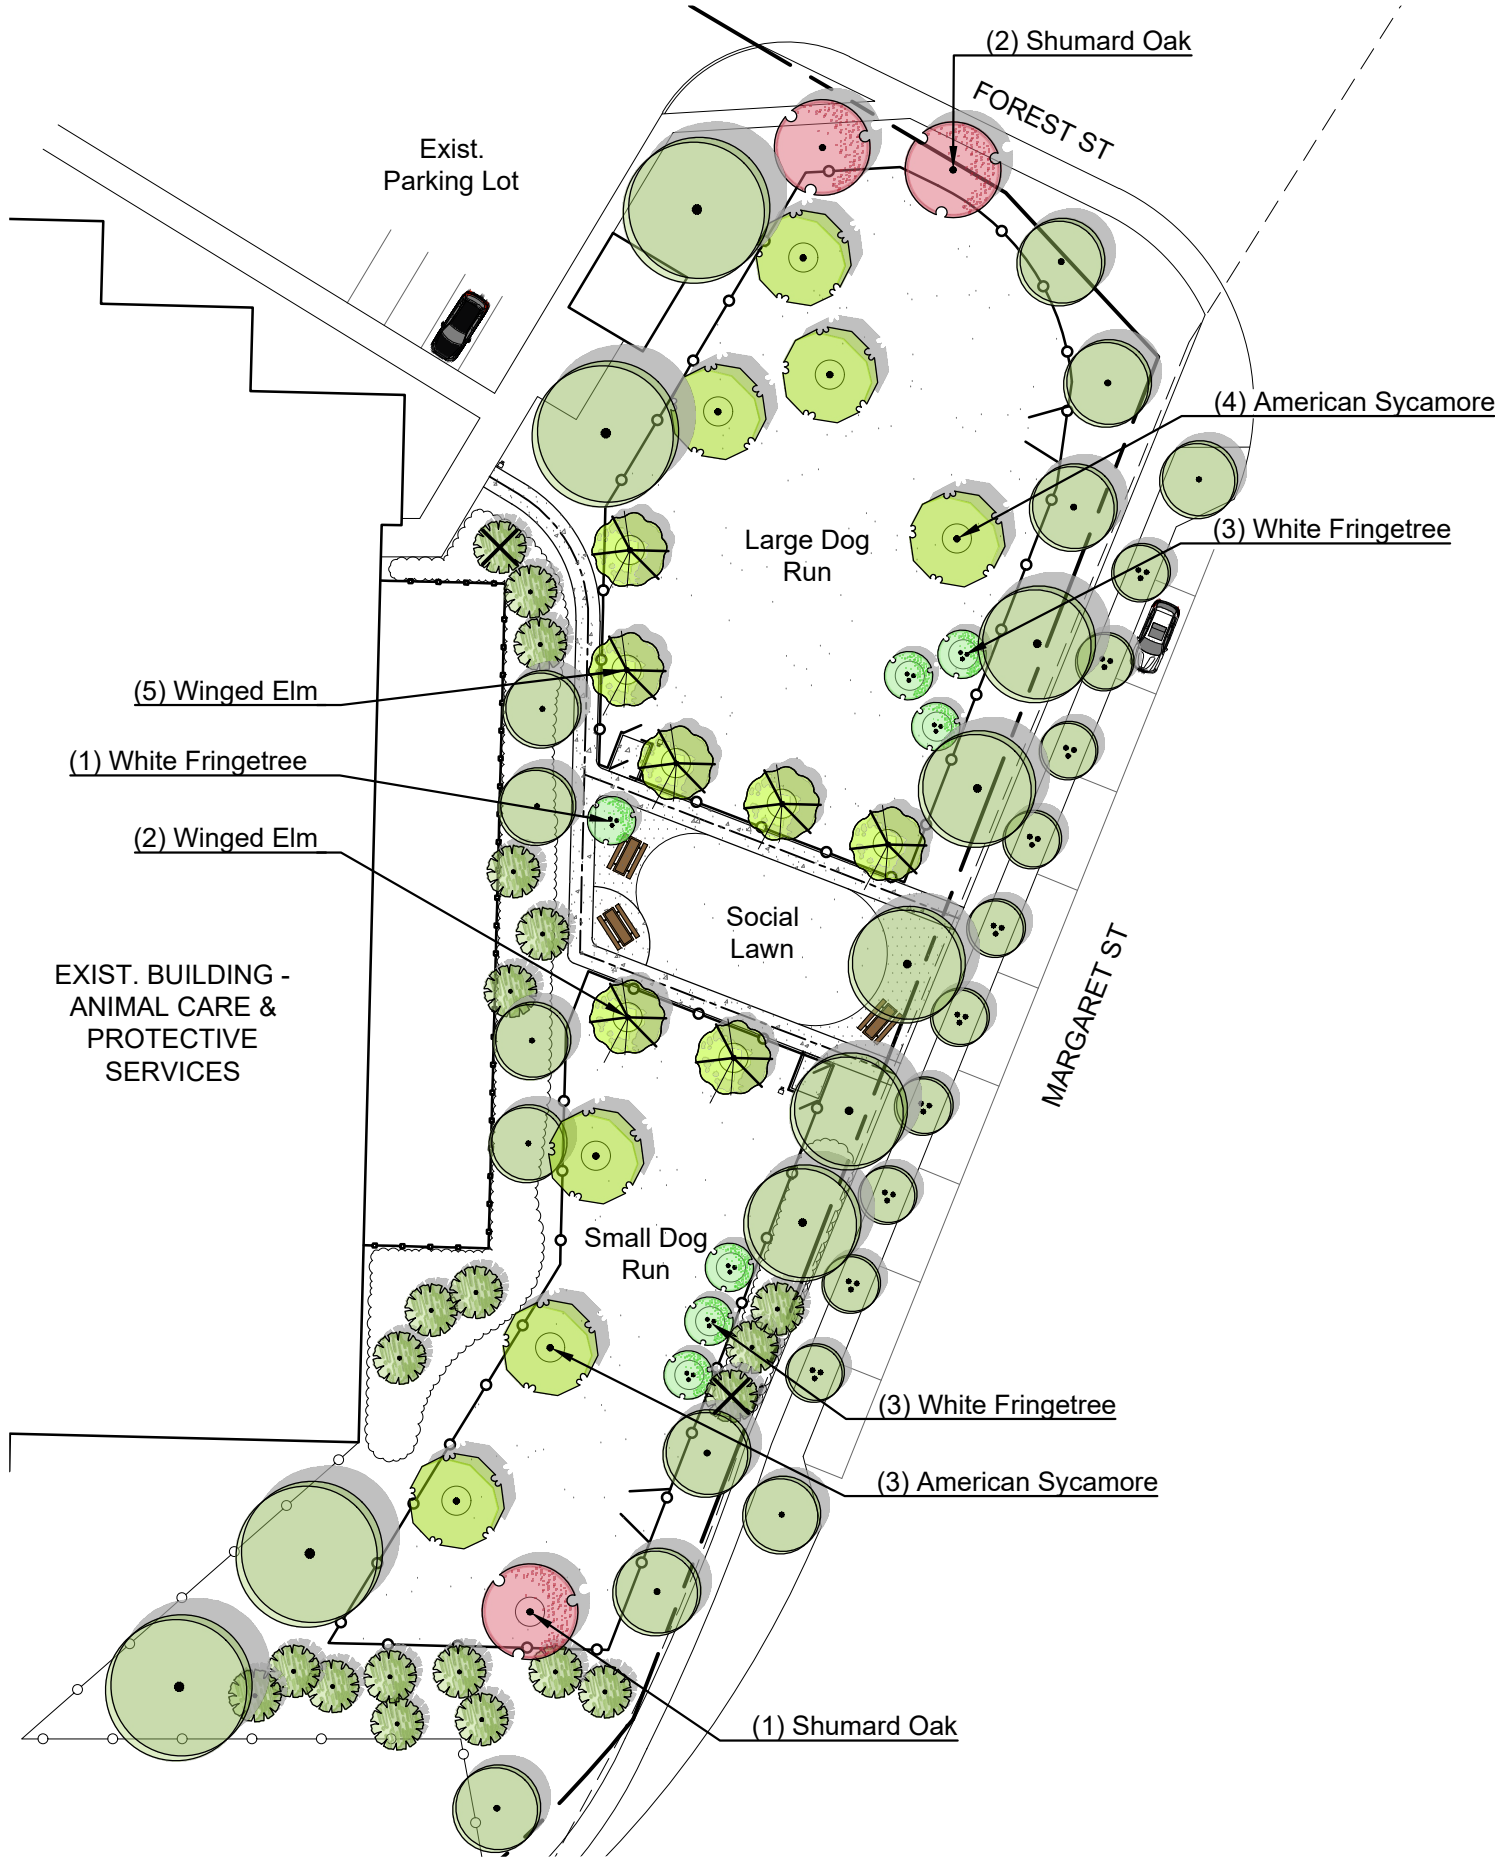 (2) Shumard Oak
FOREST ST
Exist.
Parking Lot
(4) American Sycamore
(3) White Fringetree
Large Dog
Run
(5) Winged Elm
(1) White Fringetree
(2) Winged Elm
Social
Lawn
EXIST. BUILDING -
ANIMAL CARE &
PROTECTIVE
SERVICES
MARGARET ST
Small Dog
Run
(3) White Fringetree
(3) American Sycamore
(1) Shumard Oak